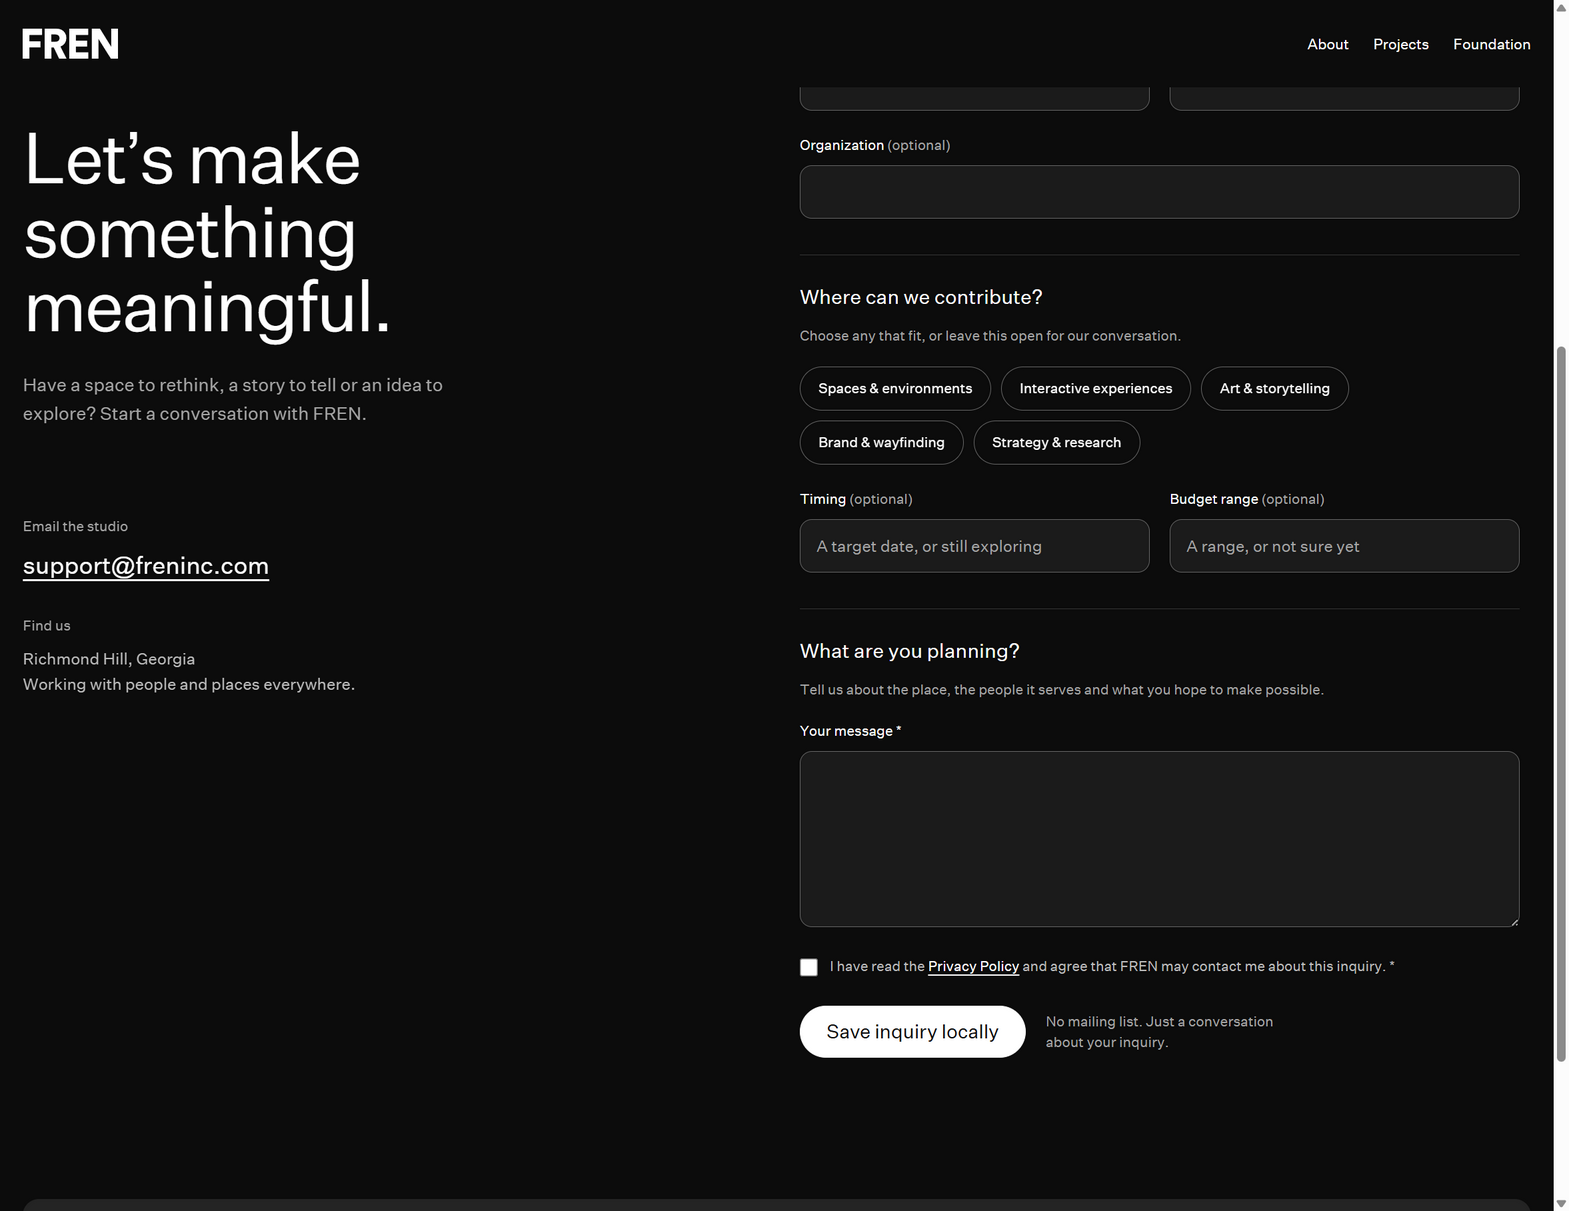 FREN
About
Projects
Foundation
Let’s make
something
meaningful.
Have a space to rethink, a story to tell or an idea to
explore? Start a conversation with FREN.
Email the studio
support@freninc.com
Find us
Richmond Hill, Georgia
Working with people and places everywhere.
Organization (optional)
Where can we contribute?
Choose any that fit, or leave this open for our conversation.
Spaces & environments
Interactive experiences
Art & storytelling
Brand & wayfinding
Strategy & research
Timing (optional)
Budget range (optional)
A target date, or still exploring
A range, or not sure yet
What are you planning?
Tell us about the place, the people it serves and what you hope to make possible.
Your message *
I have read the Privacy Policy and agree that FREN may contact me about this inquiry. *
Save inquiry locally
No mailing list. Just a conversation
about your inquiry.